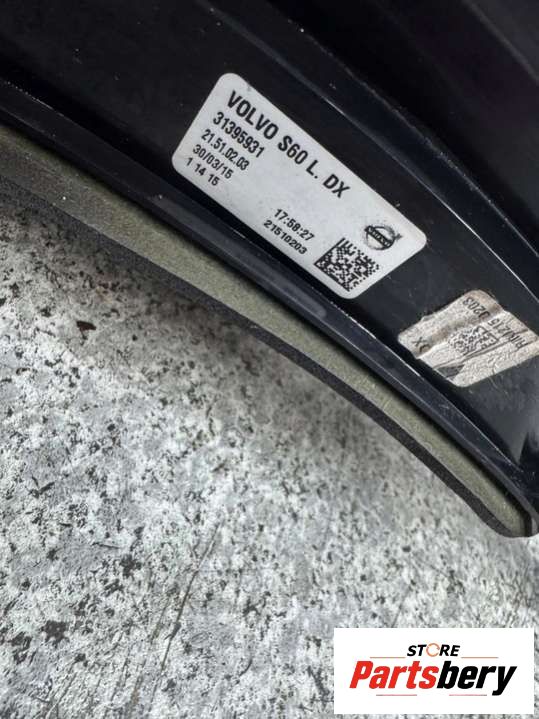 VOLVO S60 L. DX
31395931
21.51.02.03
30/03/15
1 14 15
17:58:27
21510203
VOLVO
STORE
Partsbery